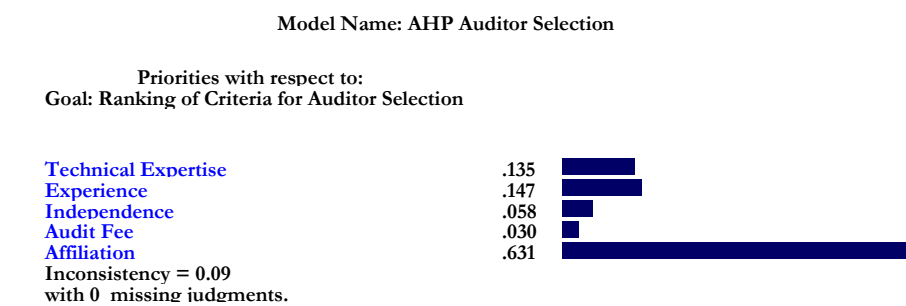 Model Name: AHP Auditor Selection
Priorities with respect to:
Goal: Ranking of Criteria for Auditor Selection
Technical Expertise .135
Experience .147
Independence .058
Audit Fee .030
Affiliation .631
Inconsistency = 0.09
with 0 missing judgments.